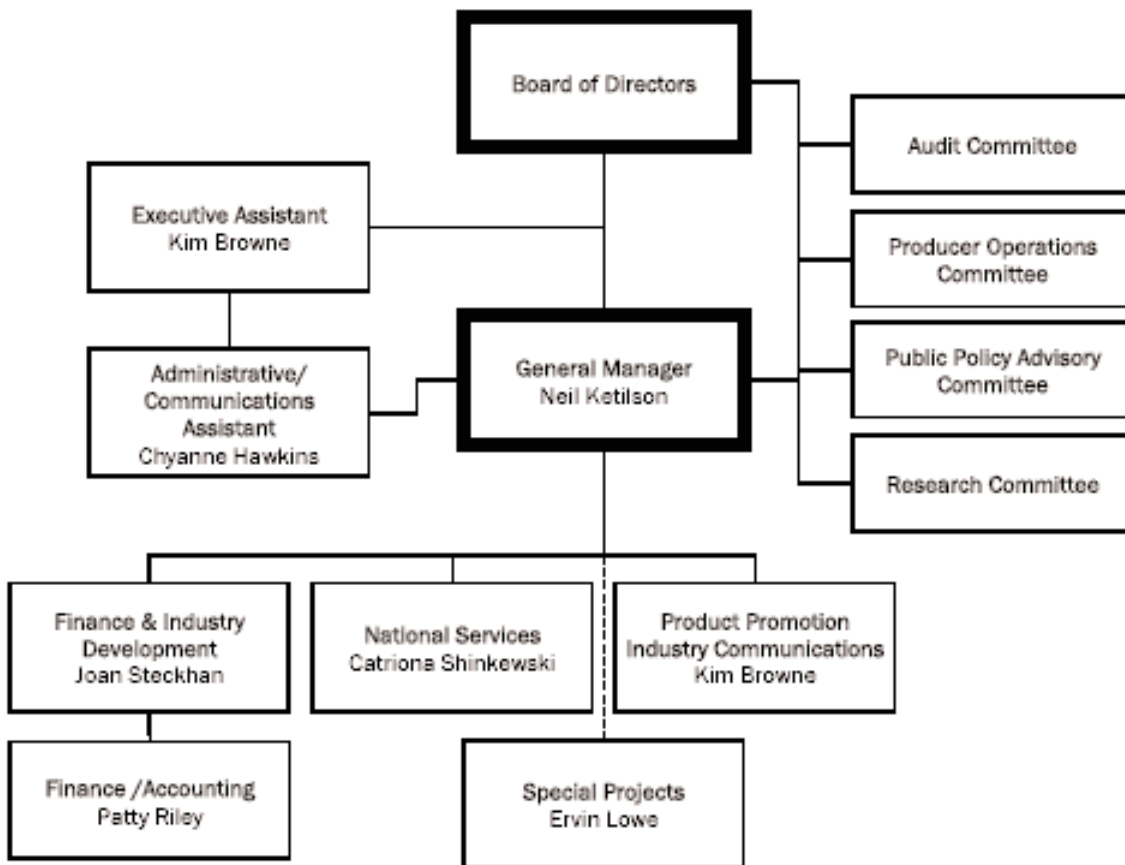 Board of Directors
Audit Committee
Executive Assistant
Kim Browne
Producer Operations
Committee
General Manager
Neil Ketilson
Public Policy Advisory
Committee
Administrative/
Communications
Assistant
Chyanne Hawkins
Research Committee
Finance & Industry
Development
Joan Steckhan
National Services
Catriona Shinkewski
Product Promotion
Industry Communications
Kim Browne
Finance /Accounting
Patty Riley
Special Projects
Ervin Lowe